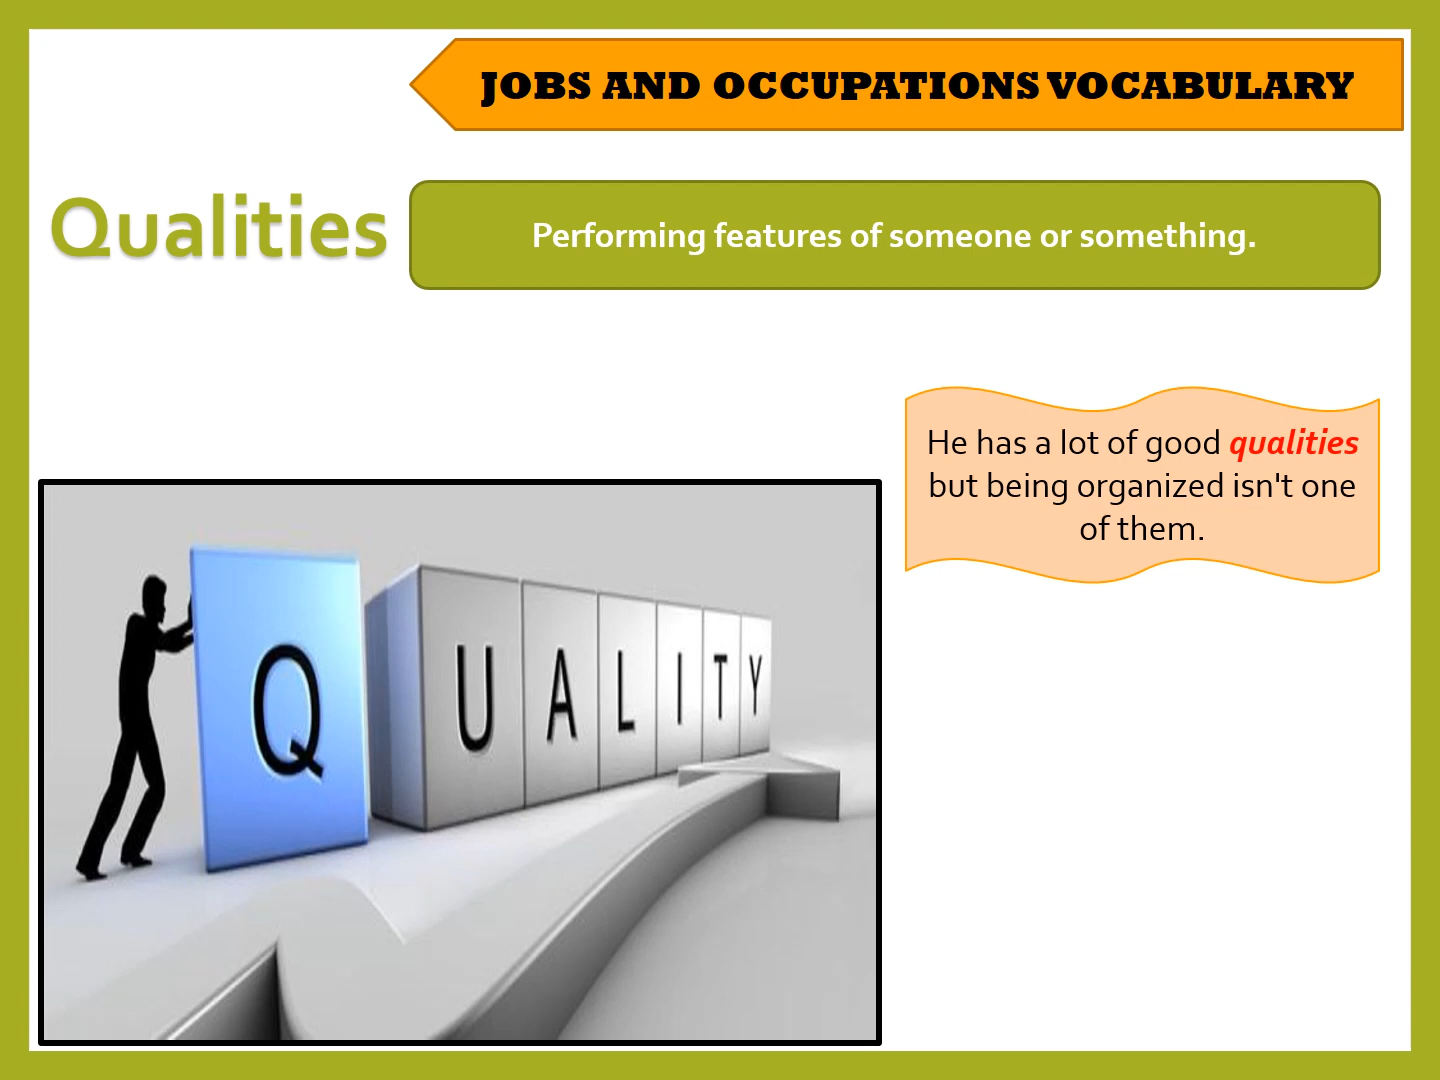 JOBS AND OCCUPATIONS VOCABULARY
Qualities
Performing features of someone or something.
He has a lot of good qualities
but being organized isn't one
of them.
QUALITY